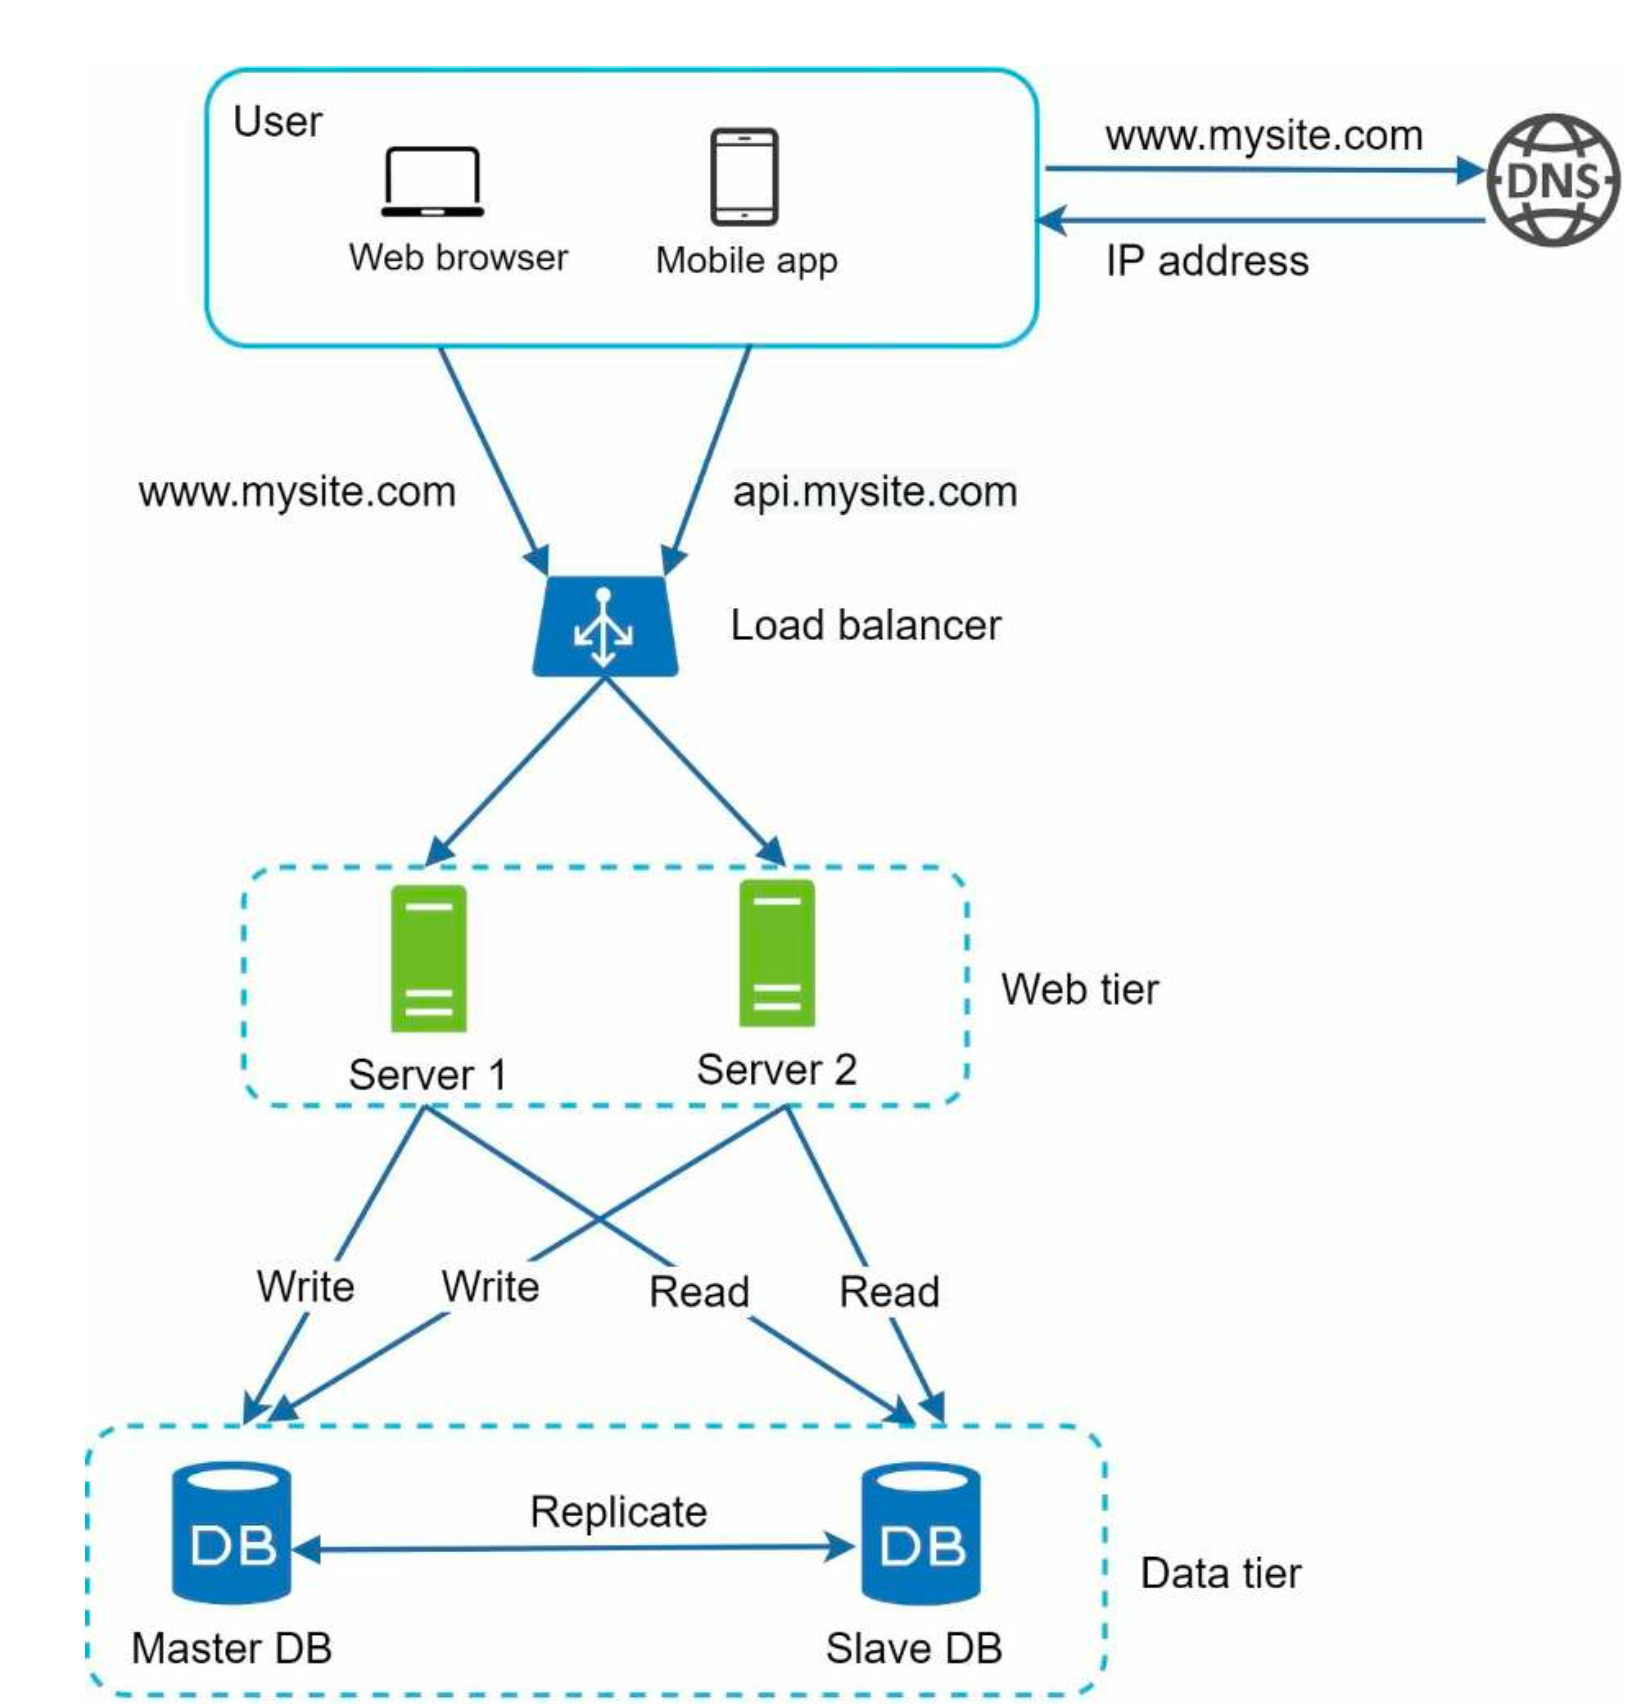 User
www.mysite.com
DNS
Web browser
Mobile app
IP address
www.mysite.com
api.mysite.com
Load balancer
Web tier
Server 1
Server 2
Write
Write
Read
Read
Replicate
DB
DB
Data tier
Master DB
Slave DB